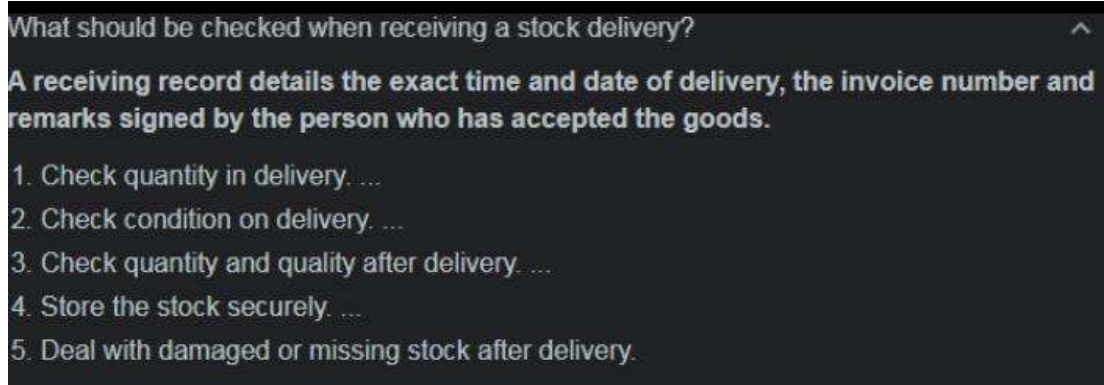 What should be checked when receiving a stock delivery?
A receiving record details the exact time and date of delivery, the invoice number and
remarks signed by the person who has accepted the goods.
1. Check quantity in delivery. ...
2. Check condition on delivery. ...
3. Check quantity and quality after delivery. ...
4. Store the stock securely. ...
5. Deal with damaged or missing stock after delivery.